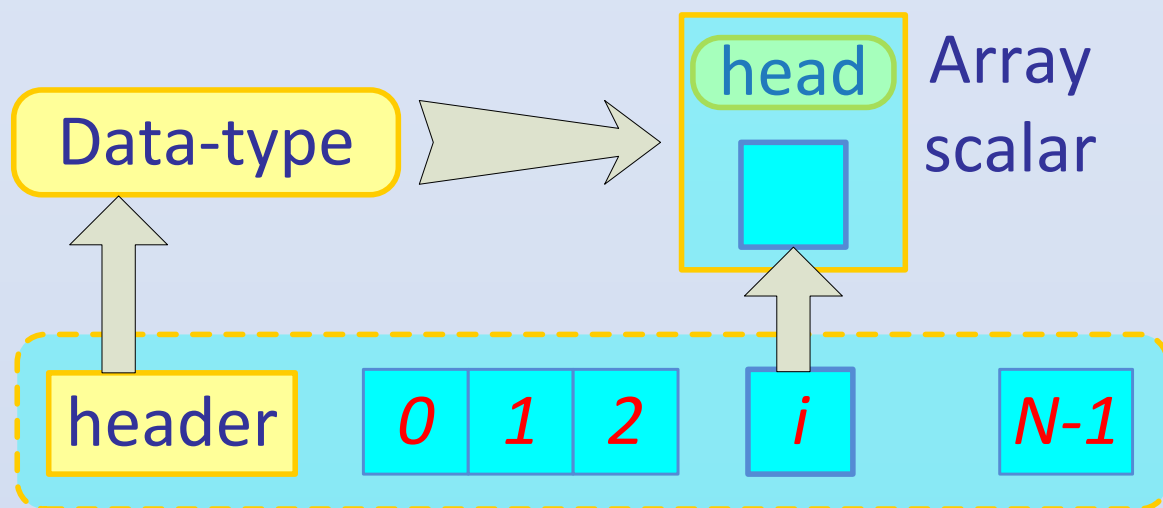 head
Array
scalar
Data-type
header
0
1
2
i
N-1